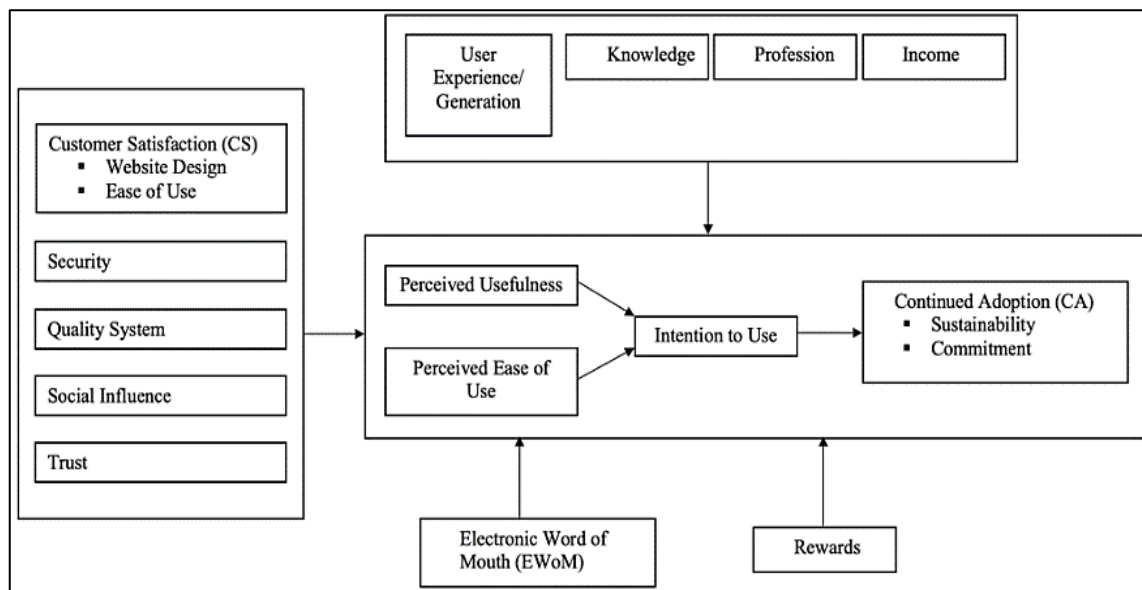 User
Experience/
Generation
Knowledge
Profession
Income
Customer Satisfaction (CS)
▪ Website Design
▪ Ease of Use
Security
Quality System
Social Influence
Trust
Perceived Usefulness
Perceived Ease of
Use
Intention to Use
Continued Adoption (CA)
▪ Sustainability
▪ Commitment
Electronic Word of
Mouth (EWoM)
Rewards